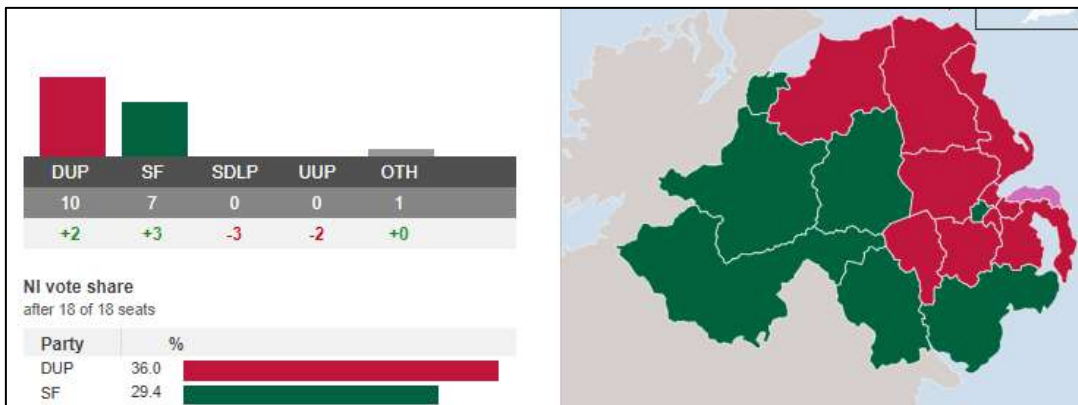 DUP SF SDLP UUP OTH
10 7 0 0 1
+2 +3 -3 -2 +0
NI vote share
after 18 of 18 seats
Party %
DUP 36.0
SF 29.4